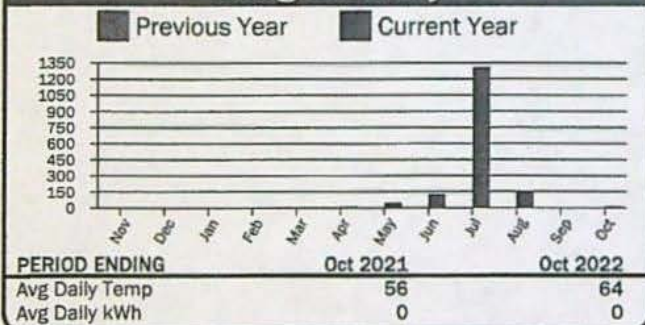 Previous Year Current Year
1350
1200
1050
900
750
600
450
300
150
0
Nov Dec Jan Feb Mar Apr May Jun Jul Aug Sep Oct
PERIOD ENDING Oct 2021 Oct 2022
Avg Daily Temp 56 64
Avg Daily kWh 0 0